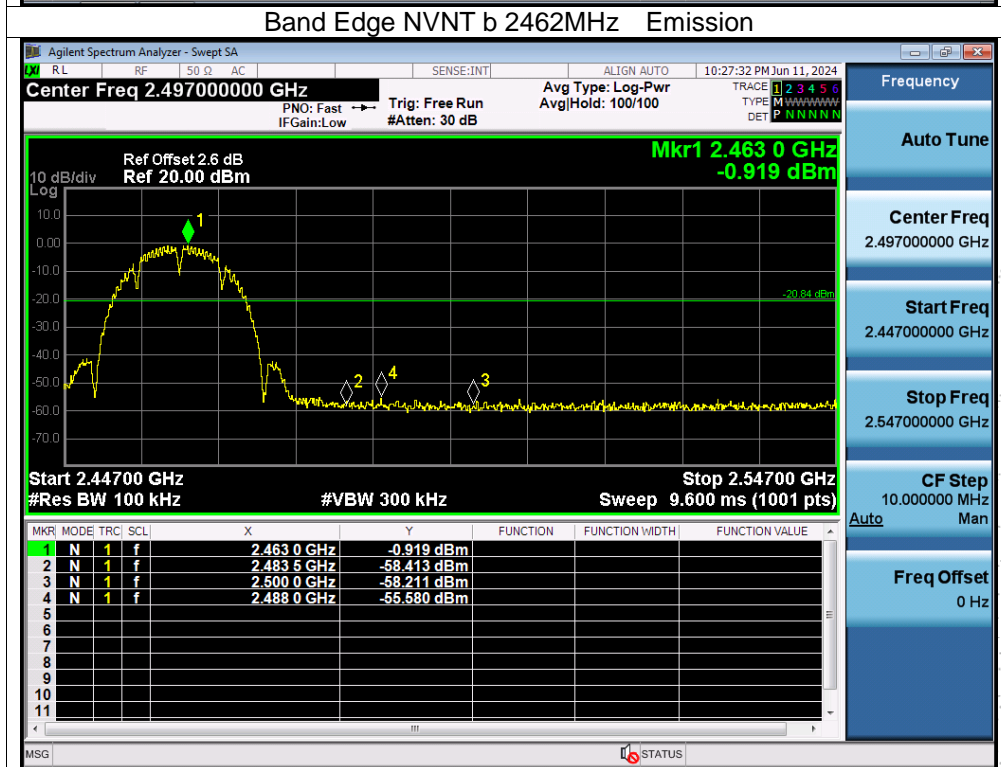 Band Edge NVNT b 2462MHz Emission
Agilent Spectrum Analyzer - Swept SA
LXI RL RF 50 Ω AC SENSE:INT ALIGN AUTO 10:27:32 PM Jun 11, 2024
Center Freq 2.497000000 GHz
PNO: Fast
IFGain:Low
Trig: Free Run
#Atten: 30 dB
Avg Type: Log-Pwr
Avg|Hold: 100/100
TRACE 1 2 3 4 5 6
TYPE M WWWWW
DET P N N N N N
Frequency
Auto Tune
Center Freq
2.497000000 GHz
Start Freq
2.447000000 GHz
Stop Freq
2.547000000 GHz
CF Step
10.000000 MHz
Auto Man
Freq Offset
0 Hz
Mkr1 2.463 0 GHz
-0.919 dBm
Ref Offset 2.6 dB
10 dB/div Ref 20.00 dBm
Log
10.0
0.00
-10.0
-20.0
-30.0
-40.0
-50.0
-60.0
-70.0
1
2
4
3
-20.84 dBm
Start 2.44700 GHz Stop 2.54700 GHz
#Res BW 100 kHz #VBW 300 kHz Sweep 9.600 ms (1001 pts)
MKR MODE TRC SCL X Y FUNCTION FUNCTION WIDTH FUNCTION VALUE
1 N 1 f 2.463 0 GHz -0.919 dBm
2 N 1 f 2.483 5 GHz -58.413 dBm
3 N 1 f 2.500 0 GHz -58.211 dBm
4 N 1 f 2.488 0 GHz -55.580 dBm
5
6
7
8
9
10
11
MSG STATUS